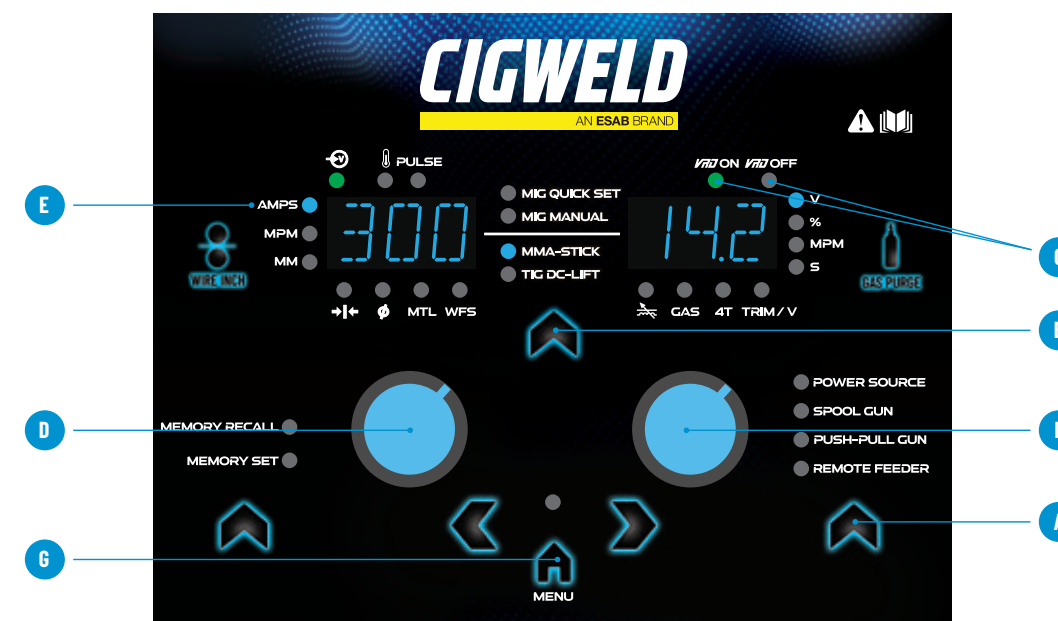 CIGWELD
AN ESAB BRAND
V PULSE
VRD ON VRD OFF
E
AMPS
MPM
MM
300
MIG QUICK SET
MIG MANUAL
MMA-STICK
TIG DC-LIFT
14.2
V
%
MPM
S
WIRE INCH
GAS PURGE
MTL WFS
GAS 4T TRIM / V
D
MEMORY RECALL
MEMORY SET
POWER SOURCE
SPOOL GUN
PUSH-PULL GUN
REMOTE FEEDER
A
G
MENU